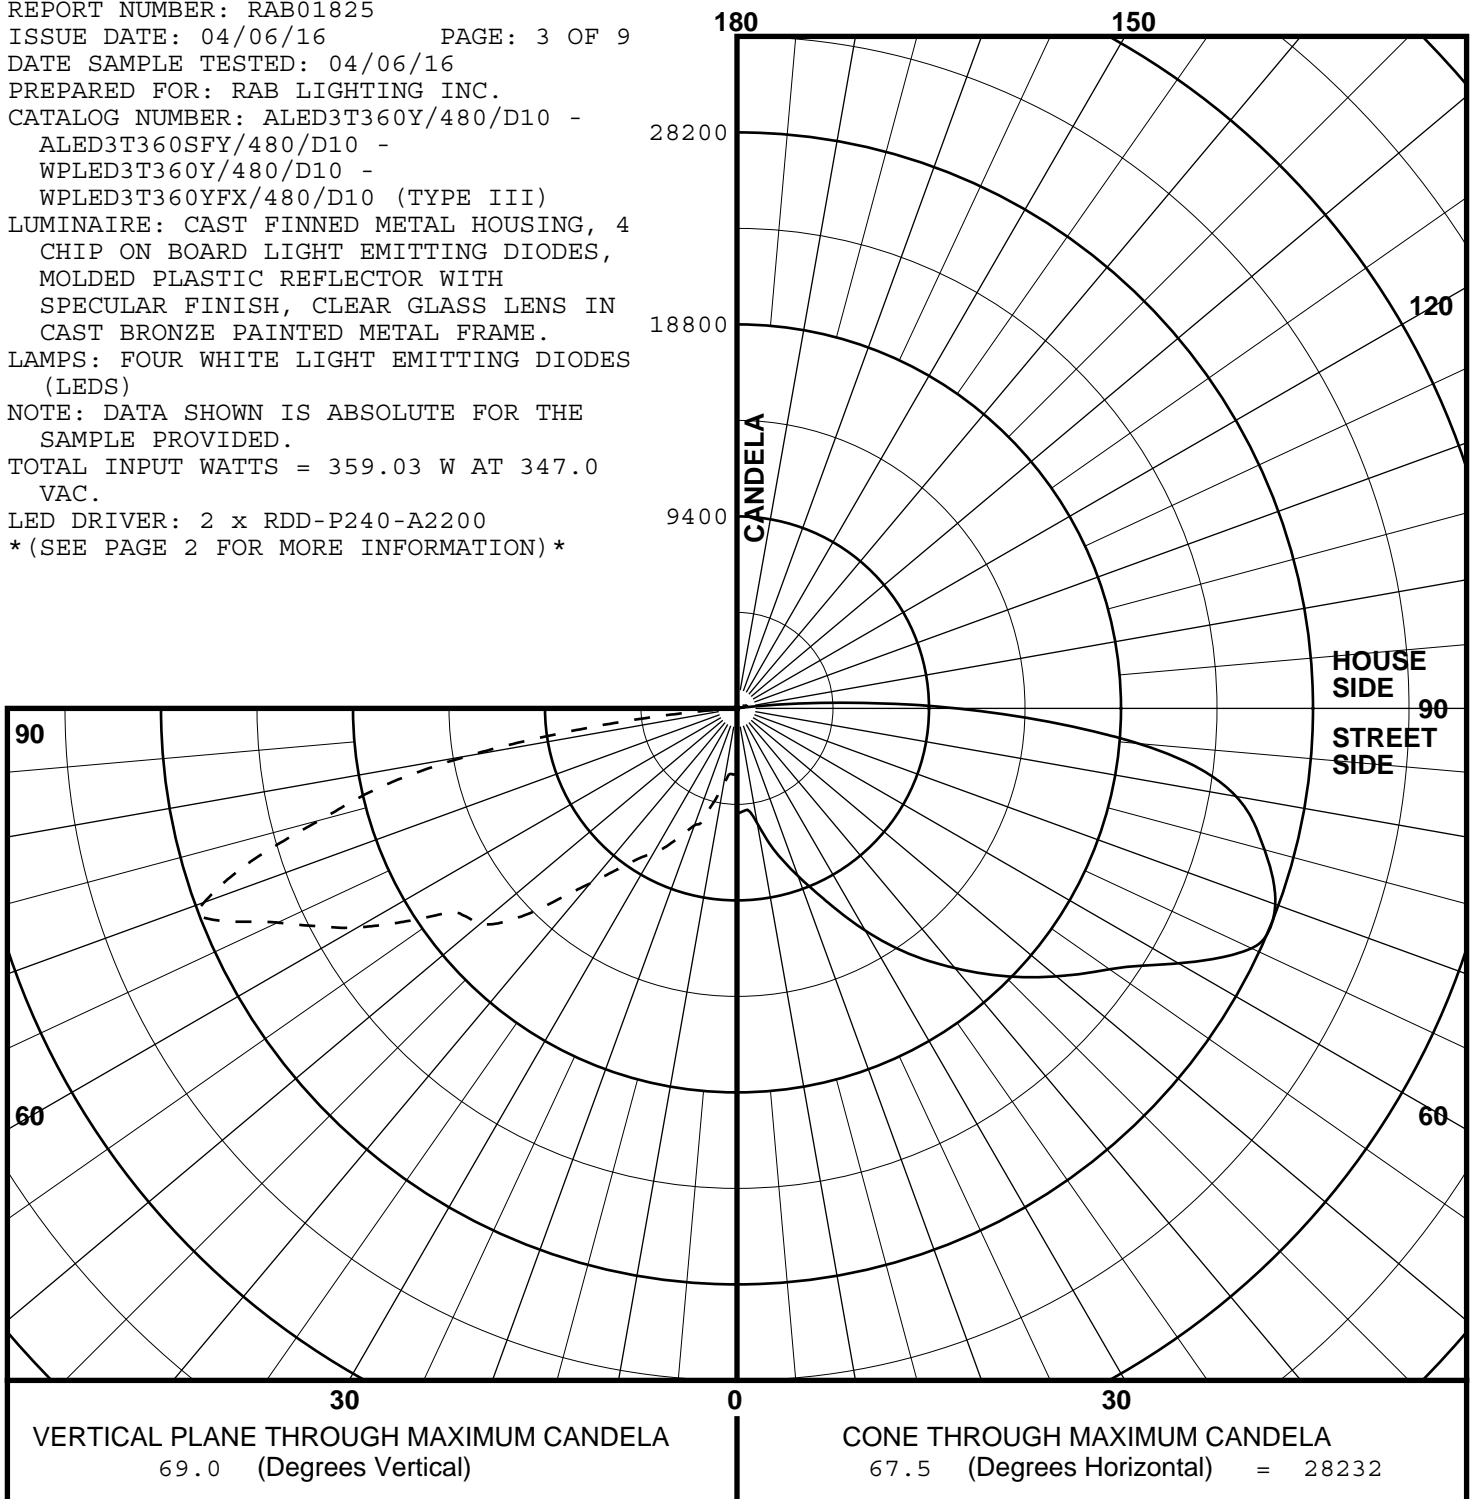 REPORT NUMBER: RAB01825
ISSUE DATE: 04/06/16 PAGE: 3 OF 9
DATE SAMPLE TESTED: 04/06/16
PREPARED FOR: RAB LIGHTING INC.
CATALOG NUMBER: ALED3T360Y/480/D10 -
ALED3T360SFY/480/D10 -
WPLED3T360Y/480/D10 -
WPLED3T360YFX/480/D10 (TYPE III)
LUMINAIRE: CAST FINNED METAL HOUSING, 4
CHIP ON BOARD LIGHT EMITTING DIODES,
MOLDED PLASTIC REFLECTOR WITH
SPECULAR FINISH, CLEAR GLASS LENS IN
CAST BRONZE PAINTED METAL FRAME.
LAMPS: FOUR WHITE LIGHT EMITTING DIODES
(LEDS)
NOTE: DATA SHOWN IS ABSOLUTE FOR THE
SAMPLE PROVIDED.
TOTAL INPUT WATTS = 359.03 W AT 347.0
VAC.
LED DRIVER: 2 x RDD-P240-A2200
*(SEE PAGE 2 FOR MORE INFORMATION)*
180
150
28200
120
18800
CANDELA
9400
HOUSE
SIDE
90
90
STREET
SIDE
60
60
30
0
30
VERTICAL PLANE THROUGH MAXIMUM CANDELA
69.0 (Degrees Vertical)
CONE THROUGH MAXIMUM CANDELA
67.5 (Degrees Horizontal) = 28232